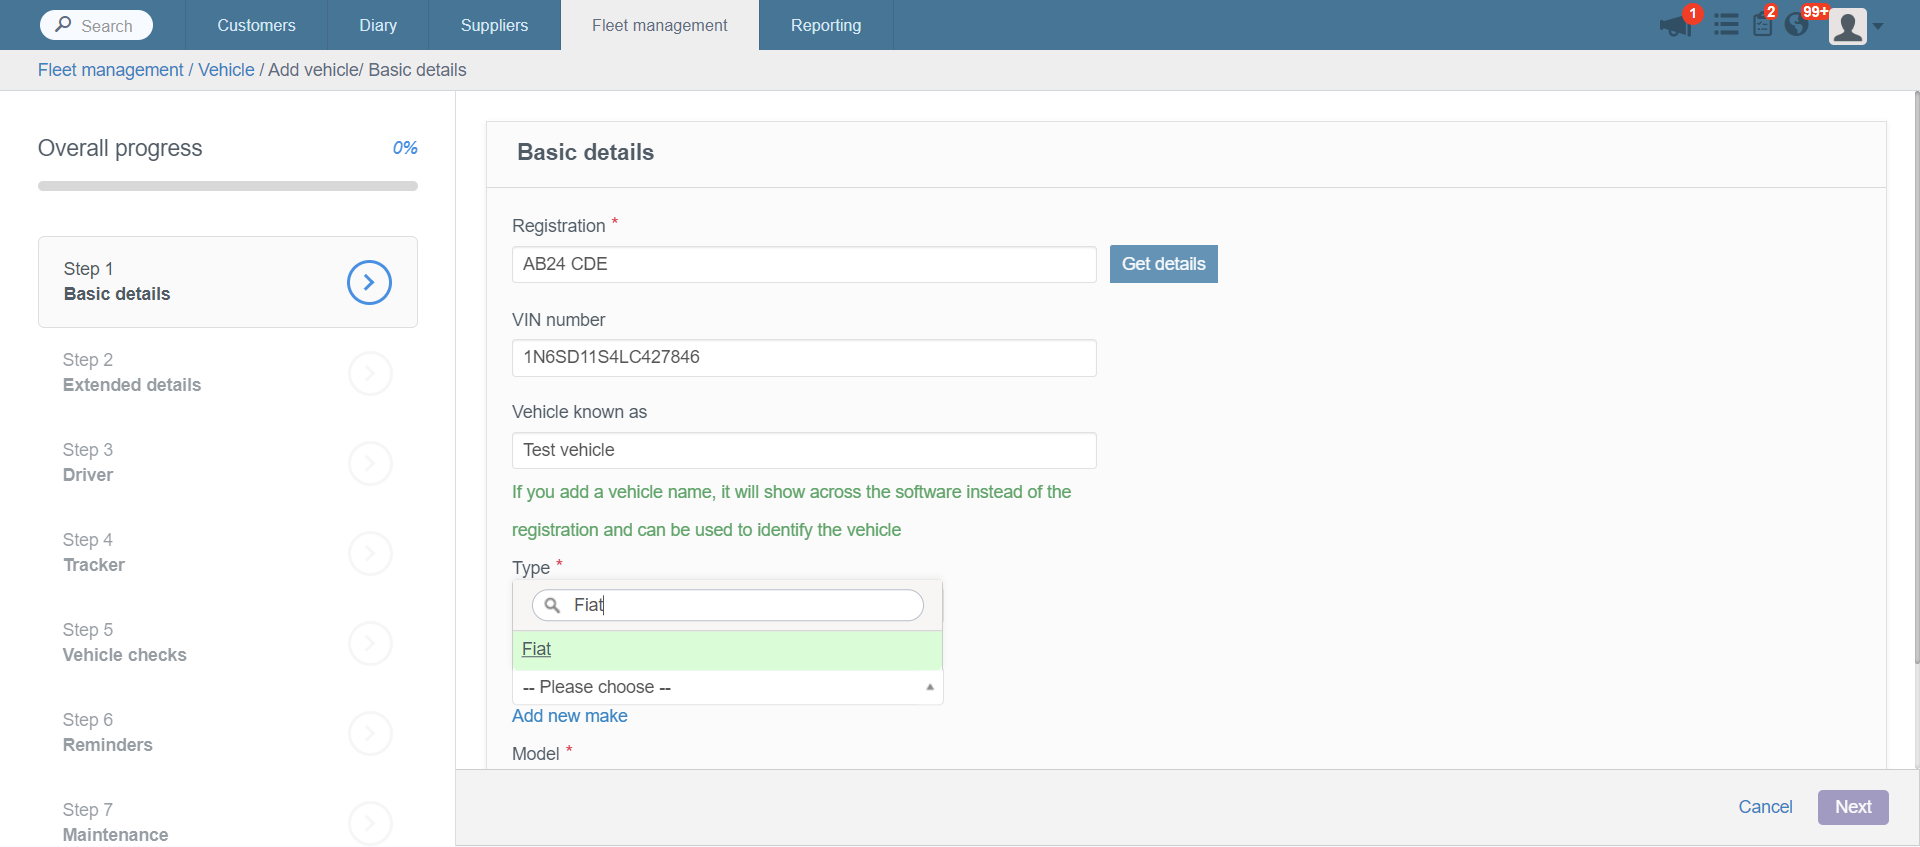 Search
Customers
Diary
Suppliers
Fleet management
Reporting
1
2
99+
Fleet management / Vehicle / Add vehicle/ Basic details
Overall progress
0%
Step 1
Basic details
Step 2
Extended details
Step 3
Driver
Step 4
Tracker
Step 5
Vehicle checks
Step 6
Reminders
Step 7
Maintenance
Basic details
Registration *
AB24 CDE
Get details
VIN number
1N6SD11S4LC427846
Vehicle known as
Test vehicle
If you add a vehicle name, it will show across the software instead of the
registration and can be used to identify the vehicle
Type *
Fiat
Fiat
-- Please choose --
Add new make
Model *
Cancel
Next